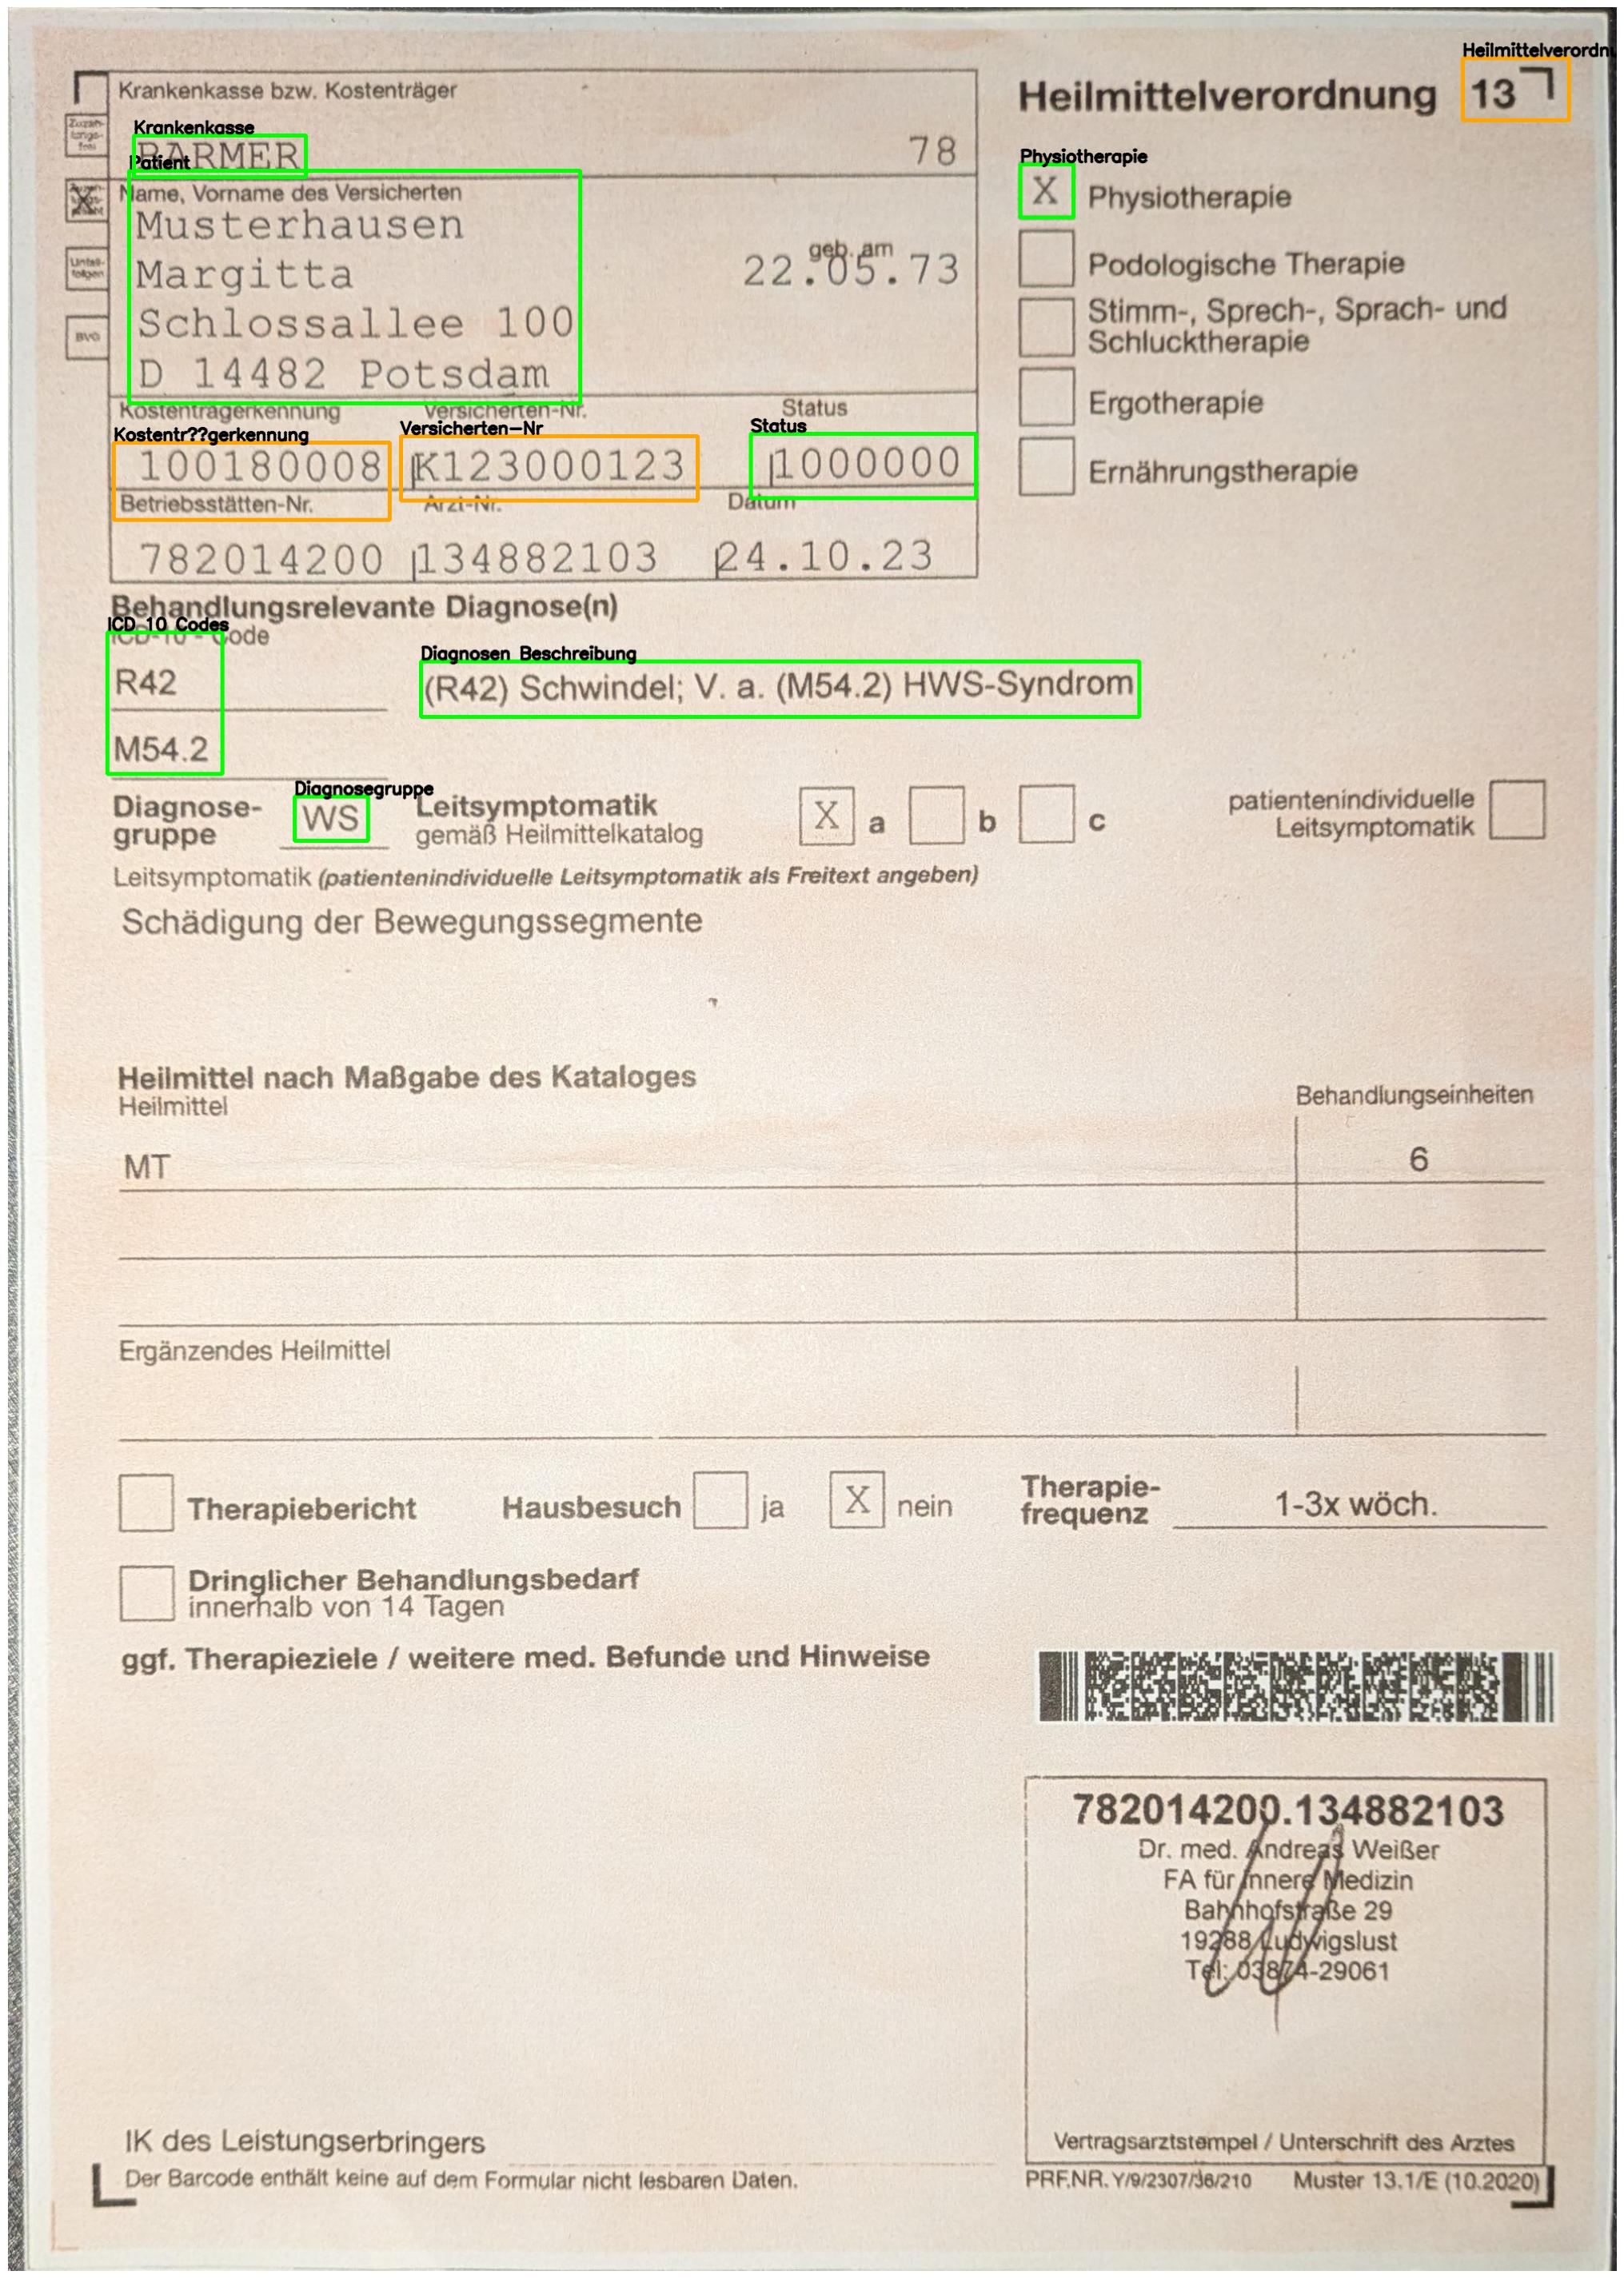 Heilmittelverordnu
Krankenkasse bzw. Kostenträger
Heilmittelverordnung 13
Krankenkasse
BARMER 78
Patient
Physiotherapie
X Physiotherapie
X
Name, Vorname des Versicherten
Musterhausen
geb. am
Margitta 22.05.73
Podologische Therapie
Schlossallee 100
Stimm-, Sprech-, Sprach- und
Schlucktherapie
BVG
D 14482 Potsdam
Ergotherapie
Kostenträgerkennung Versicherten-Nr. Status
Kostentr??gerkennung Versicherten-Nr Status
100180008 K123000123 1000000
Ernährungstherapie
Betriebsstätten-Nr. Arzt-Nr. Datum
782014200 134882103 24.10.23
Behandlungsrelevante Diagnose(n)
ICD 10 Codes
ICD-10 - Code
Diagnosen Beschreibung
R42 (R42) Schwindel; V. a. (M54.2) HWS-Syndrom
M54.2
Diagnosegruppe
Diagnose-
gruppe
WS
Leitsymptomatik
gemäß Heilmittelkatalog
X a b c
patientenindividuelle
Leitsymptomatik
Leitsymptomatik (patientenindividuelle Leitsymptomatik als Freitext angeben)
Schädigung der Bewegungssegmente
Heilmittel nach Maßgabe des Kataloges
Heilmittel Behandlungseinheiten
MT 6
Ergänzendes Heilmittel
Therapiebericht Hausbesuch ja X nein
Therapie-
frequenz
1-3x wöch.
Dringlicher Behandlungsbedarf
innerhalb von 14 Tagen
ggf. Therapieziele / weitere med. Befunde und Hinweise
782014200.134882103
Dr. med. Andreas Weißer
FA für Innere Medizin
Bahnhofstraße 29
19288 Ludwigslust
Tel: 03874-29061
IK des Leistungserbringers
Vertragsarztstempel / Unterschrift des Arztes
Der Barcode enthält keine auf dem Formular nicht lesbaren Daten.
PRF.NR. Y/9/2307/36/210 Muster 13.1/E (10.2020)